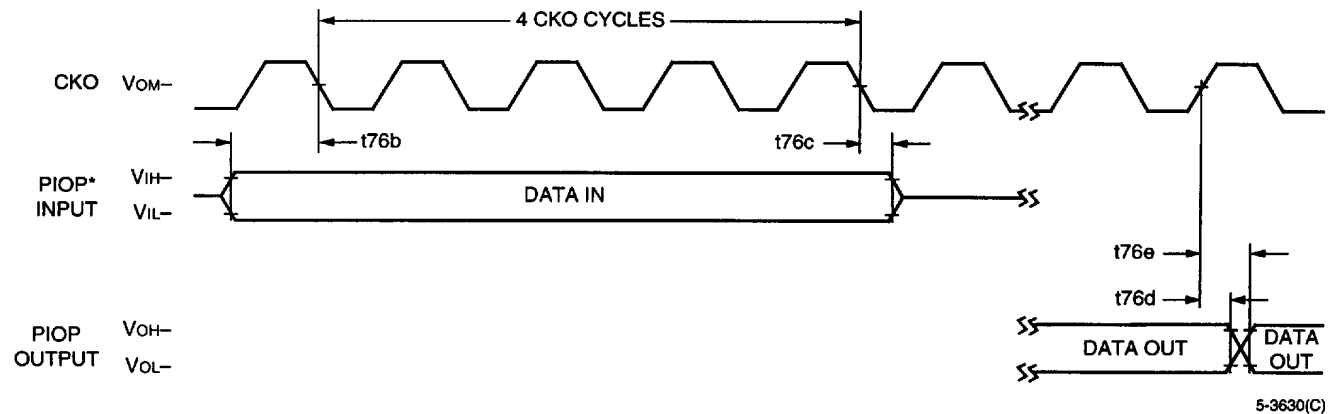 4 CKO CYCLES
CKO
VOM–
t76b
t76c
PIOP*
INPUT
VIH–
VIL–
DATA IN
t76e
t76d
PIOP
OUTPUT
VOH–
VOL–
DATA OUT
DATA
OUT
5-3630(C)